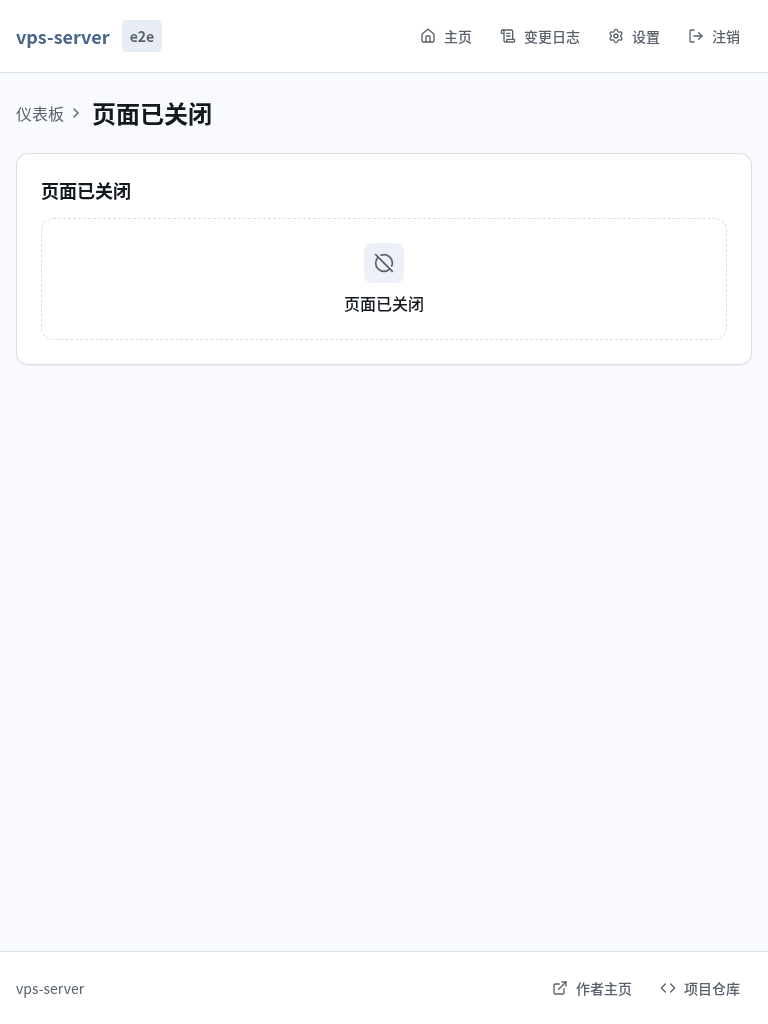 vps-server e2e 主页 变更日志 设置 注销
仪表板 页面已关闭
页面已关闭
页面已关闭
vps-server 作者主页 项目仓库